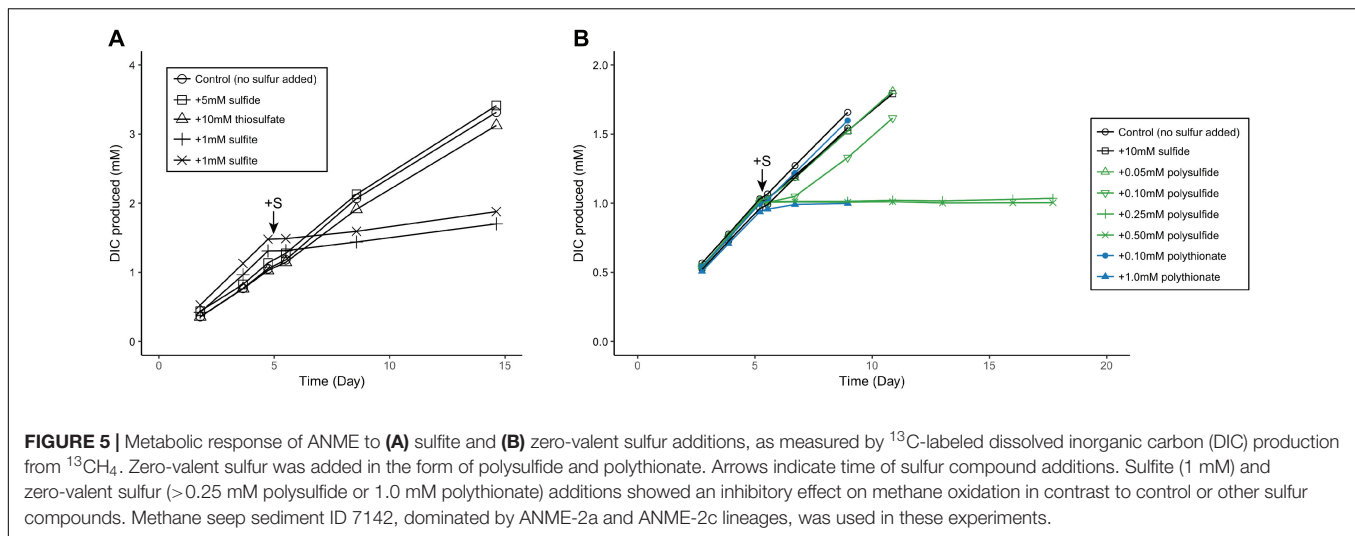 A
B
4
3
2
1
0
DIC produced (mM)
0
5
10
15
Time (Day)
Control (no sulfur added)
+5mM sulfide
+10mM thiosulfate
+1mM sulfite
+1mM sulfite
+S
2.0
1.5
1.0
0.5
0.0
DIC produced (mM)
0
5
10
15
20
Time (Day)
+S
Control (no sulfur added)
+10mM sulfide
+0.05mM polysulfide
+0.10mM polysulfide
+0.25mM polysulfide
+0.50mM polysulfide
+0.10mM polythionate
+1.0mM polythionate
FIGURE 5 | Metabolic response of ANME to (A) sulfite and (B) zero-valent sulfur additions, as measured by ¹³C-labeled dissolved inorganic carbon (DIC) production
from ¹³CH₄. Zero-valent sulfur was added in the form of polysulfide and polythionate. Arrows indicate time of sulfur compound additions. Sulfite (1 mM) and
zero-valent sulfur (>0.25 mM polysulfide or 1.0 mM polythionate) additions showed an inhibitory effect on methane oxidation in contrast to control or other sulfur
compounds. Methane seep sediment ID 7142, dominated by ANME-2a and ANME-2c lineages, was used in these experiments.